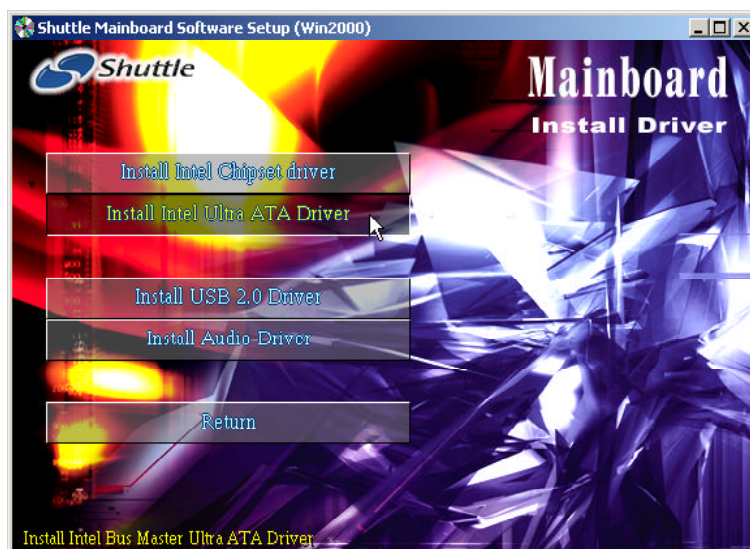 Shuttle Mainboard Software Setup (Win2000)
Shuttle
Mainboard
Install Driver
Install Intel Chipset driver
Install Intel Ultra ATA Driver
Install USB 2.0 Driver
Install Audio Driver
Return
Install Intel Bus Master Ultra ATA Driver